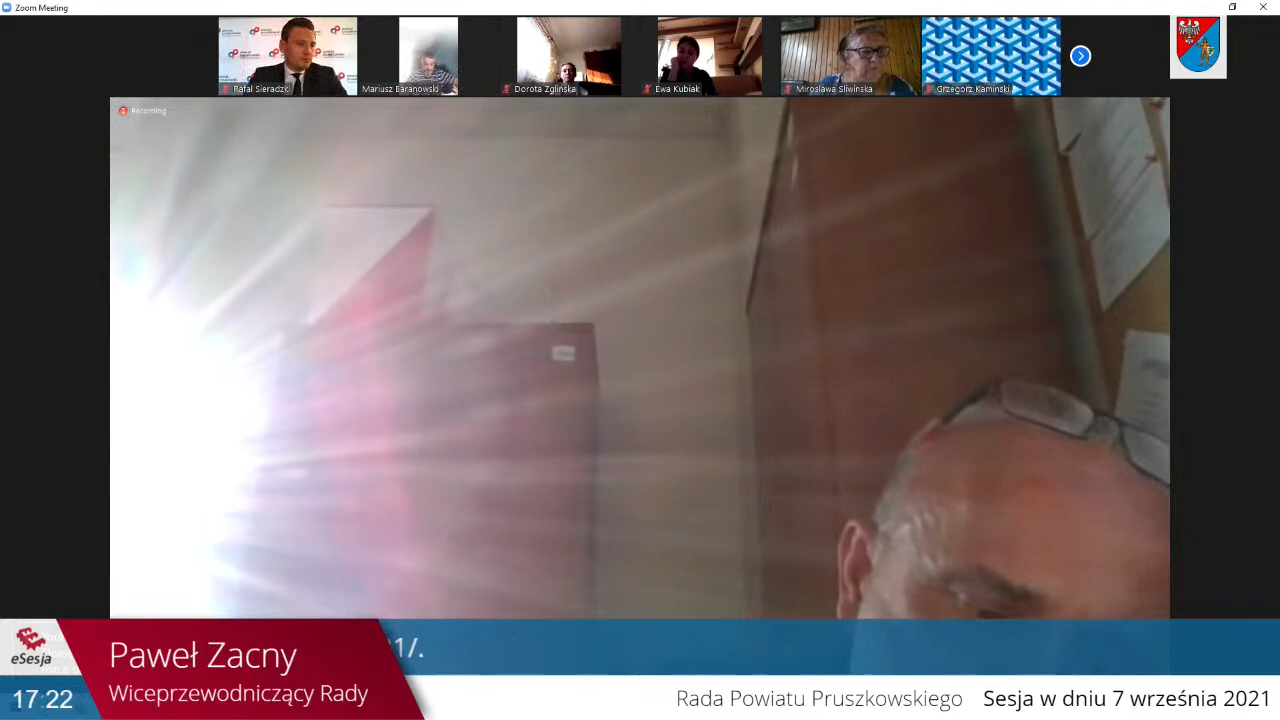 Zoom Meeting
Rafał Sieradzki
Mariusz Baranowski
Dorota Zglińska
Ewa Kubiak
Mirosława Śliwińska
Grzegorz Kamiński
Recording
1/.
eSesja
Paweł Zacny
Wiceprzewodniczący Rady
17:22
Rada Powiatu Pruszkowskiego
Sesja w dniu 7 września 2021